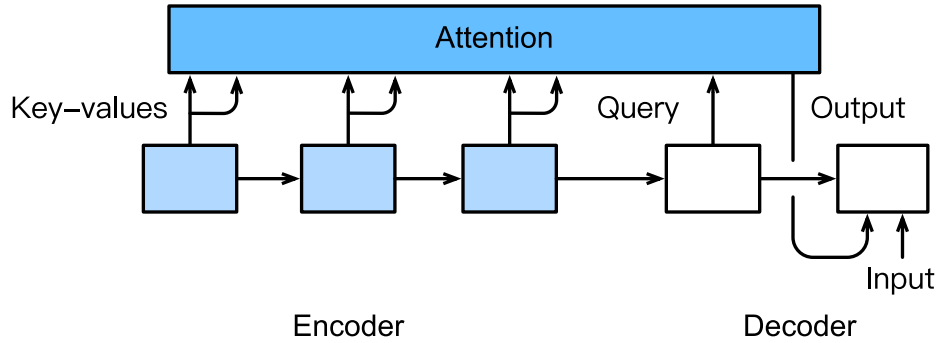 Attention
Key–values
Query
Output
Input
Encoder
Decoder